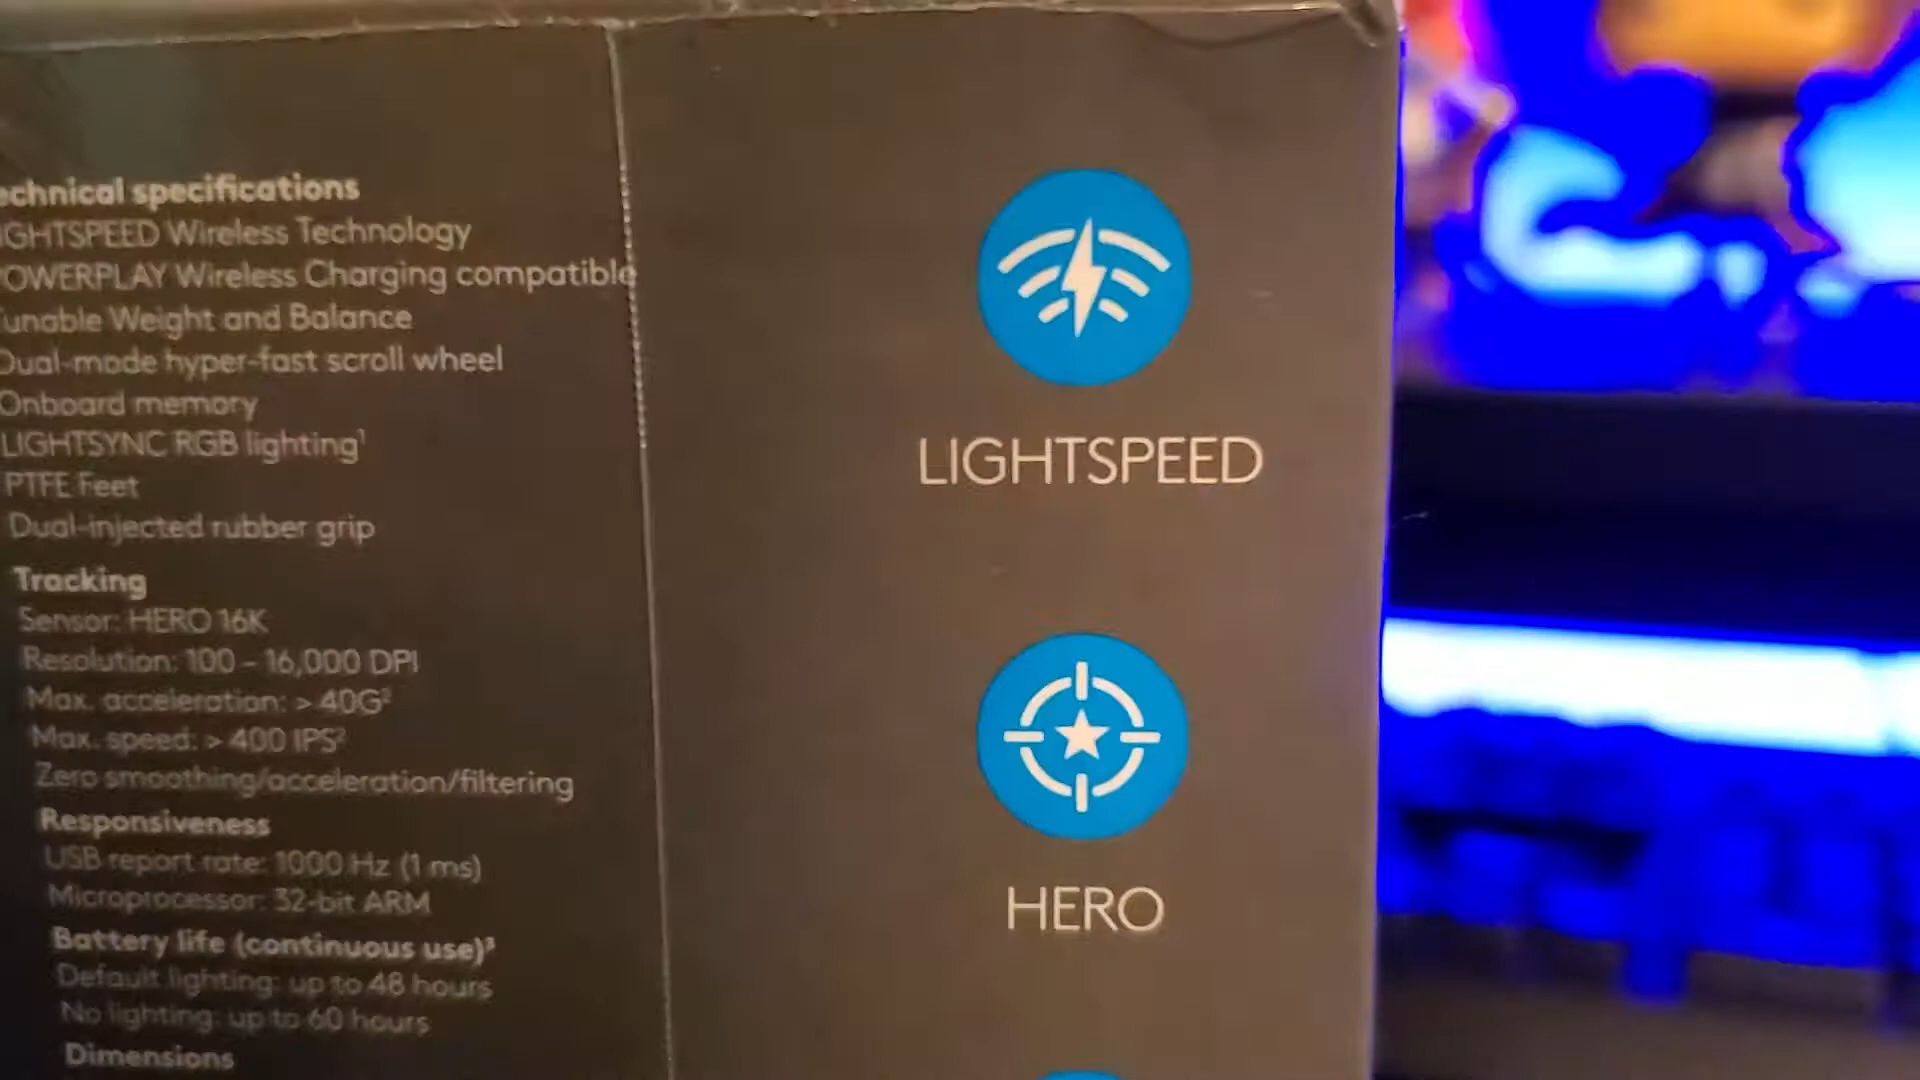 echnical specifications
IGHTSPEED Wireless Technology
POWERPLAY Wireless Charging compatible
Tunable Weight and Balance
Dual-mode hyper-fast scroll wheel
Onboard memory
LIGHTSYNC RGB lighting¹
PTFE Feet
Dual-injected rubber grip
Tracking
Sensor: HERO 16K
Resolution: 100 – 16,000 DPI
Max. acceleration: > 40G²
Max. speed: > 400 IPS²
Zero smoothing/acceleration/filtering
Responsiveness
USB report rate: 1000 Hz (1 ms)
Microprocessor: 32-bit ARM
Battery life (continuous use)³
Default lighting: up to 48 hours
No lighting: up to 60 hours
Dimensions
LIGHTSPEED
HERO